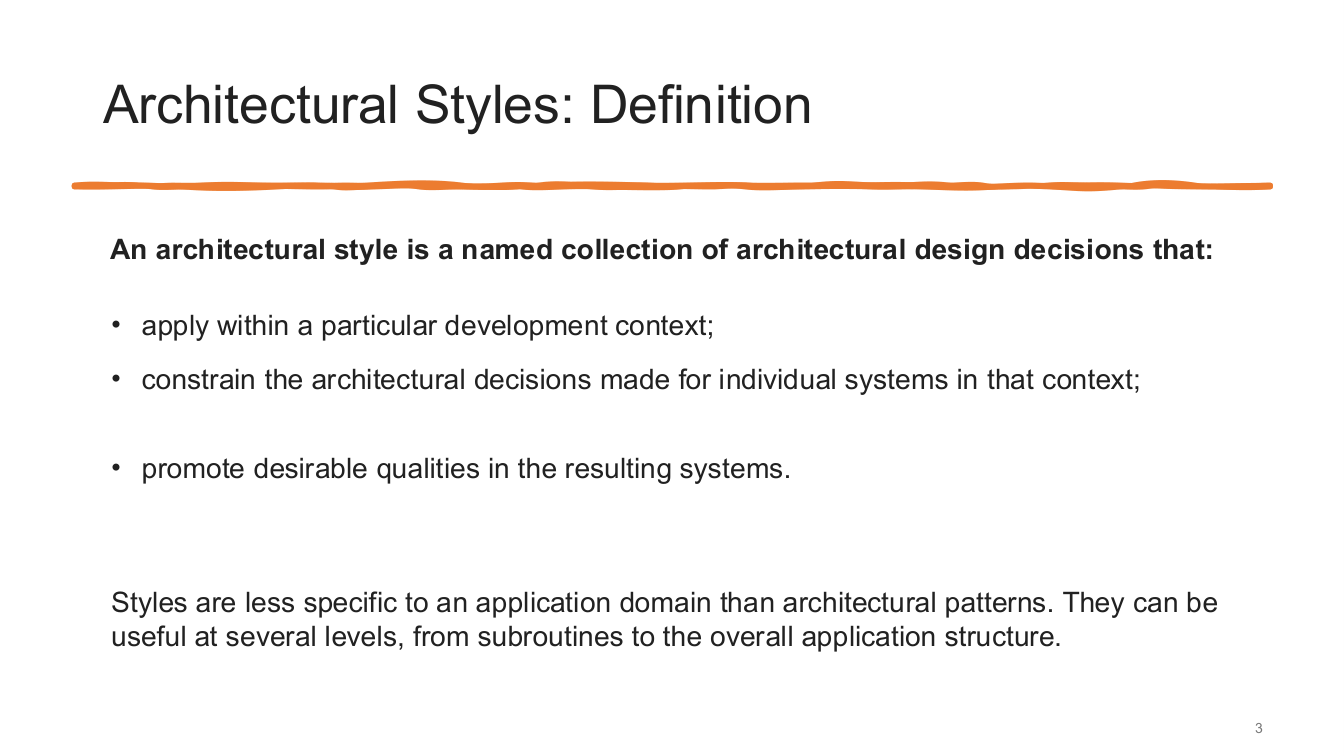 Architectural Styles: Definition
An architectural style is a named collection of architectural design decisions that:
• apply within a particular development context;
• constrain the architectural decisions made for individual systems in that context;
• promote desirable qualities in the resulting systems.
Styles are less specific to an application domain than architectural patterns. They can be
useful at several levels, from subroutines to the overall application structure.
3